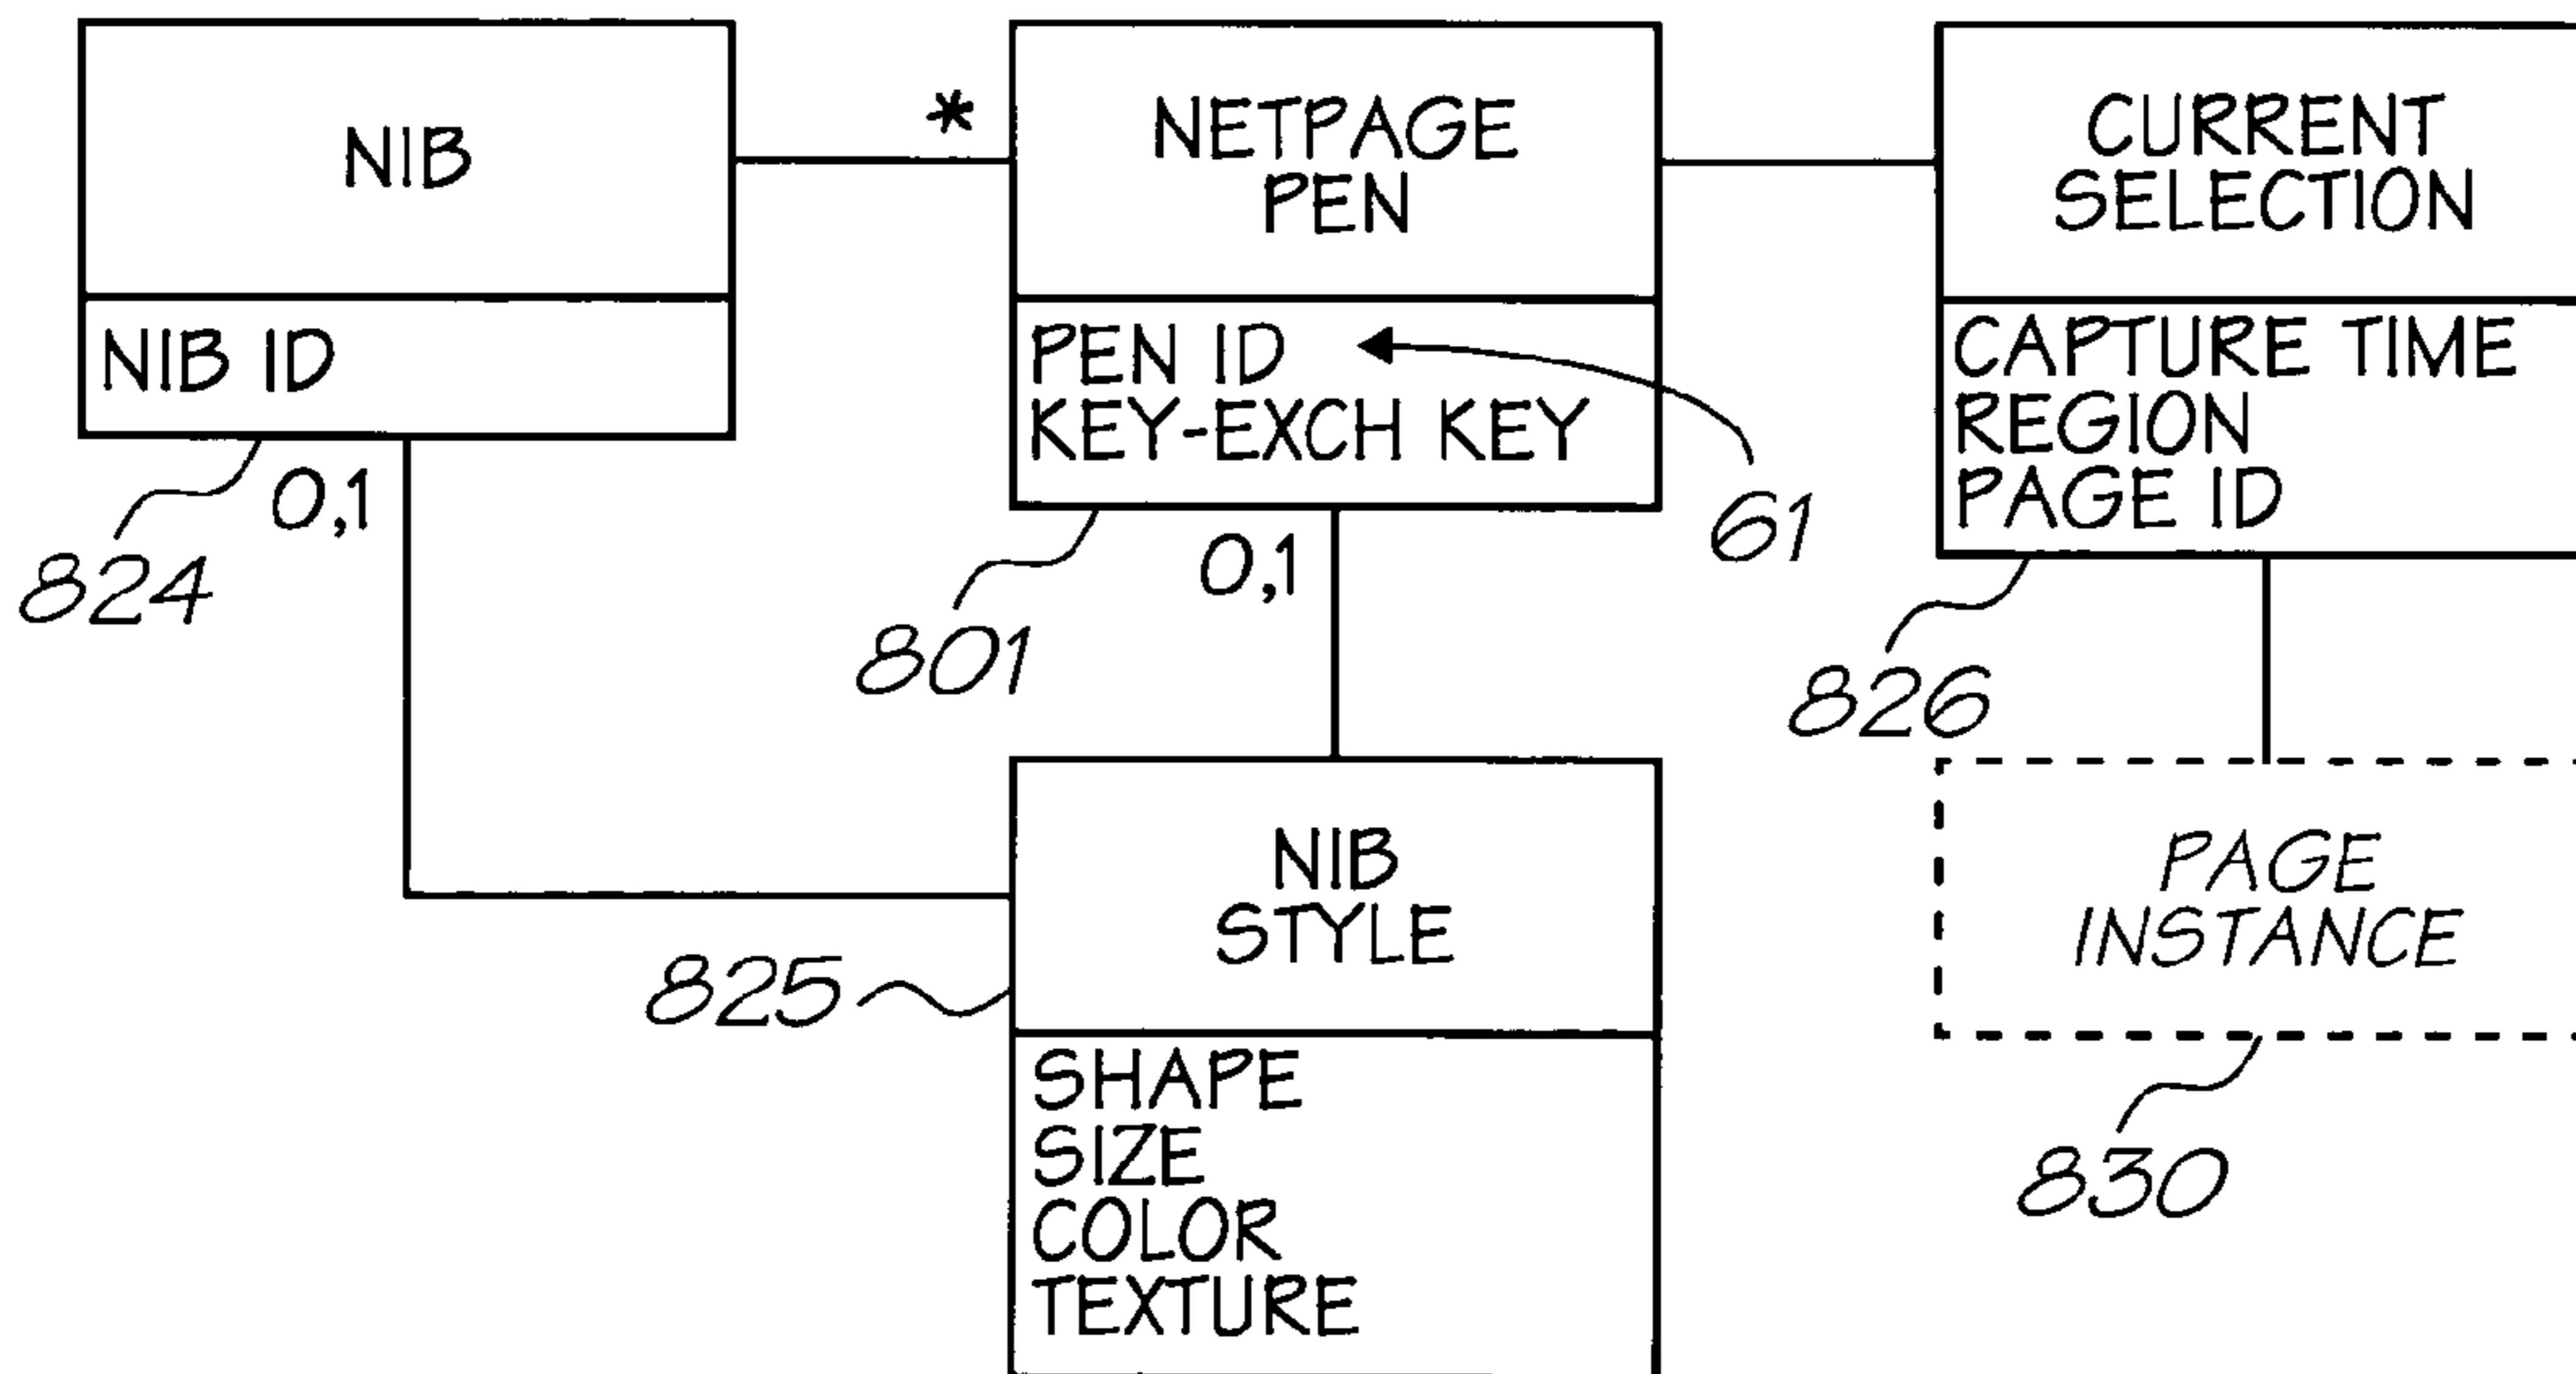 NIB
NIB ID
824
0,1
*
NETPAGE
PEN
PEN ID
KEY-EXCH KEY
61
801
0,1
CURRENT
SELECTION
CAPTURE TIME
REGION
PAGE ID
826
NIB
STYLE
825
SHAPE
SIZE
COLOR
TEXTURE
PAGE
INSTANCE
830